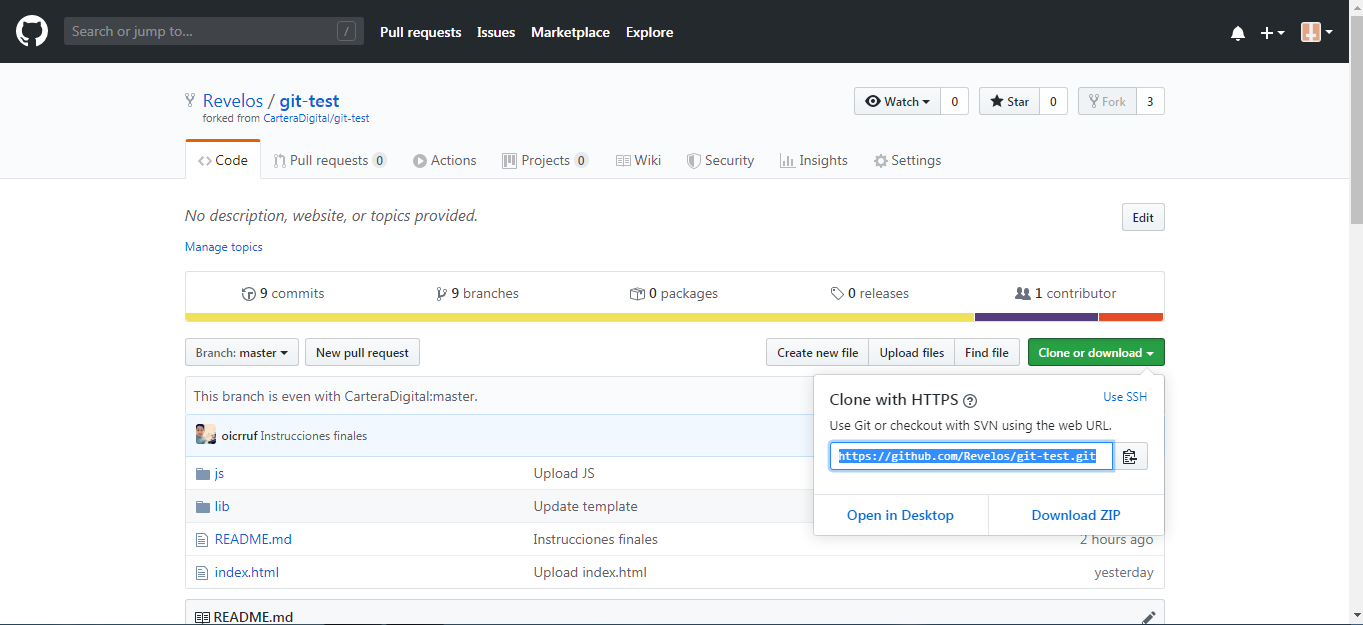 Search or jump to... / Pull requests Issues Marketplace Explore
Revelos / git-test Watch 0 Star 0 Fork 3
forked from CarteraDigital/git-test
Code Pull requests 0 Actions Projects 0 Wiki Security Insights Settings
No description, website, or topics provided. Edit
Manage topics
9 commits 9 branches 0 packages 0 releases 1 contributor
Branch: master New pull request Create new file Upload files Find file Clone or download
This branch is even with CarteraDigital:master.
Clone with HTTPS ? Use SSH
Use Git or checkout with SVN using the web URL.
https://github.com/Revelos/git-test.git
Open in Desktop Download ZIP
oicrruf Instrucciones finales
js Upload JS
lib Update template
README.md Instrucciones finales 2 hours ago
index.html Upload index.html yesterday
README.md